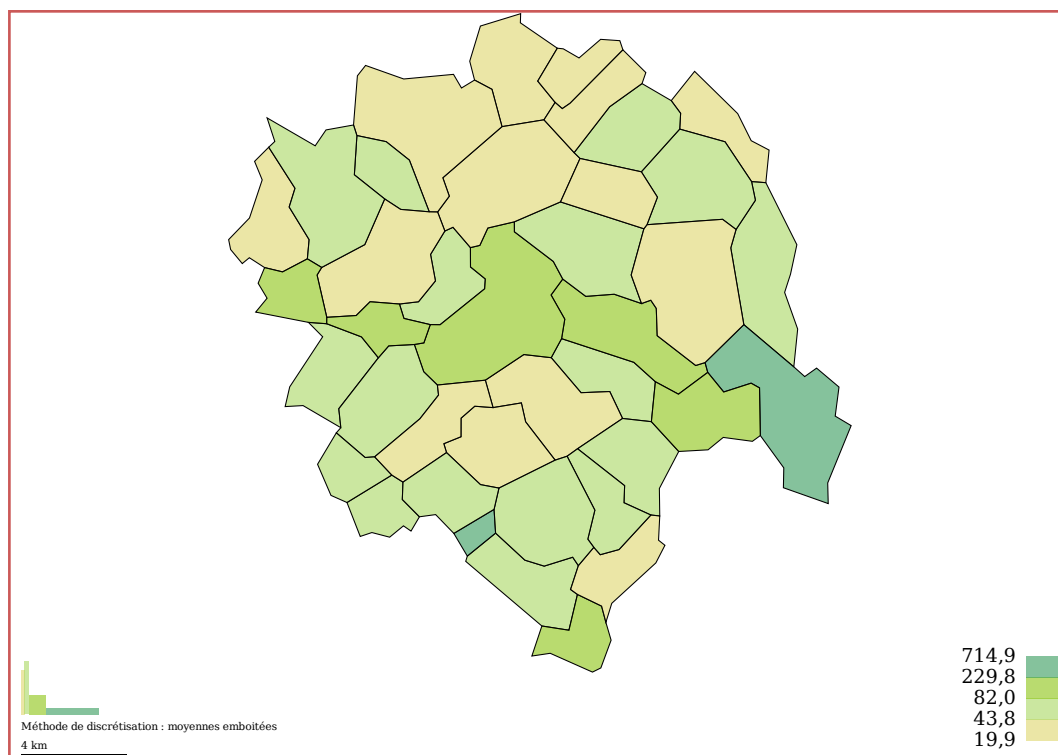 714,9
229,8
82,0
43,8
19,9
Méthode de discrétisation : moyennes emboitées
4 km